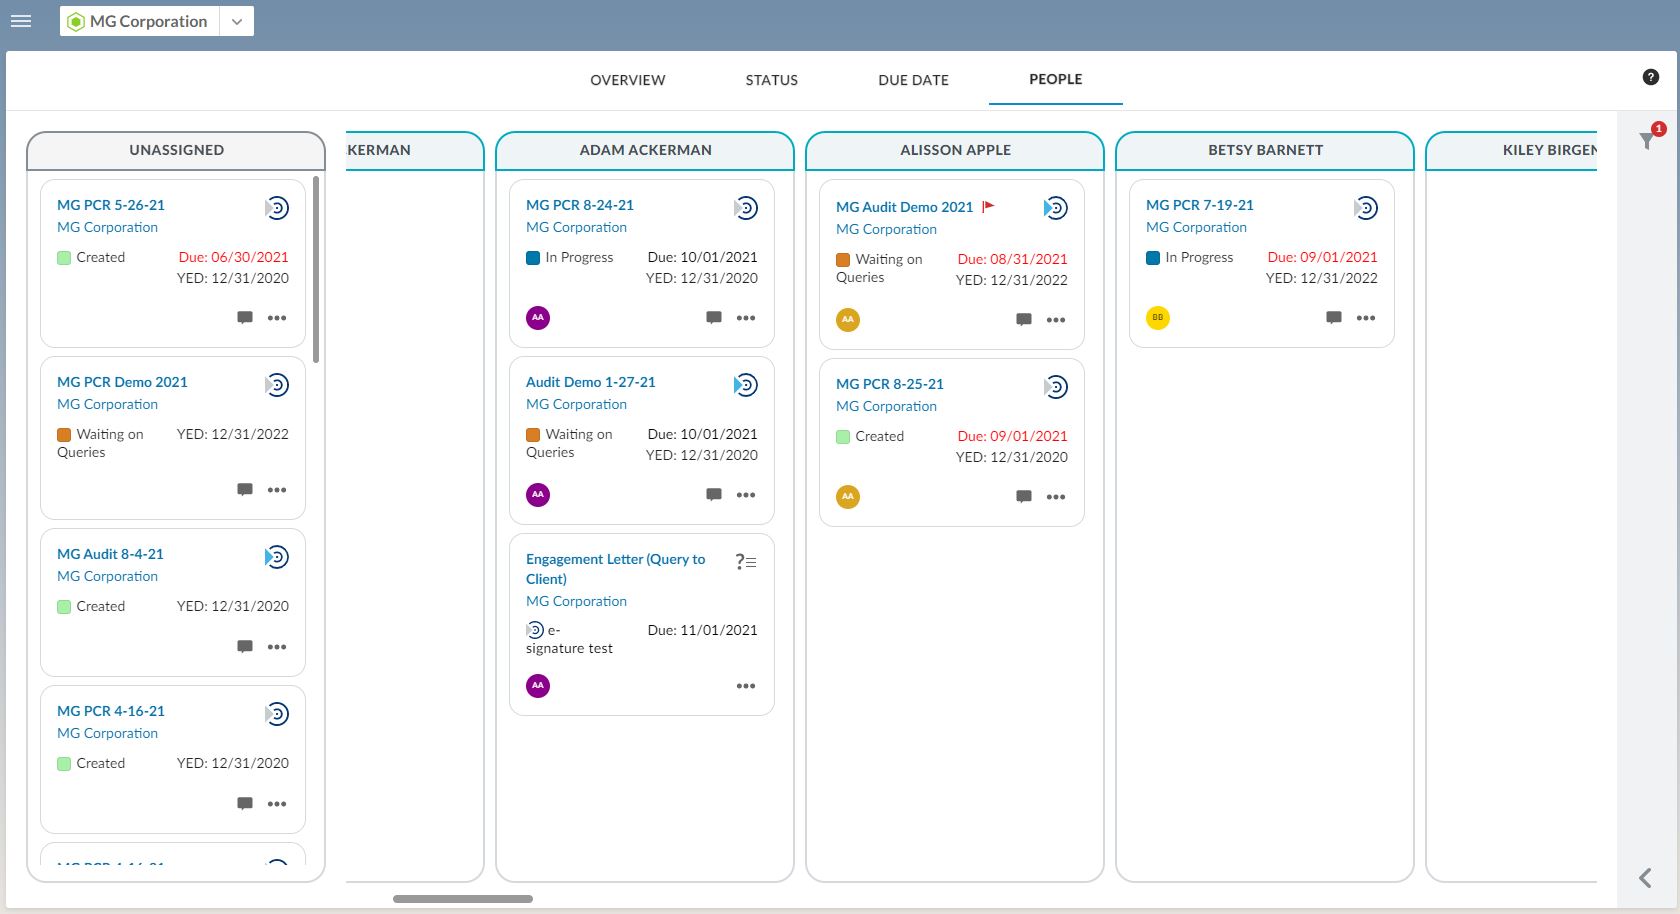 MG Corporation
OVERVIEW
STATUS
DUE DATE
PEOPLE
?
1
UNASSIGNED
MG PCR 5-26-21
MG Corporation
Created
Due: 06/30/2021
YED: 12/31/2020
MG PCR Demo 2021
MG Corporation
Waiting on
Queries
YED: 12/31/2022
MG Audit 8-4-21
MG Corporation
Created
YED: 12/31/2020
MG PCR 4-16-21
MG Corporation
Created
YED: 12/31/2020
MG PCR 4-16-21
KERMAN
ADAM ACKERMAN
MG PCR 8-24-21
MG Corporation
In Progress
Due: 10/01/2021
YED: 12/31/2020
AA
Audit Demo 1-27-21
MG Corporation
Waiting on
Queries
Due: 10/01/2021
YED: 12/31/2020
AA
Engagement Letter (Query to
Client)
MG Corporation
e-
signature test
Due: 11/01/2021
AA
ALISSON APPLE
MG Audit Demo 2021
MG Corporation
Waiting on
Queries
Due: 08/31/2021
YED: 12/31/2022
AA
MG PCR 8-25-21
MG Corporation
Created
Due: 09/01/2021
YED: 12/31/2020
AA
BETSY BARNETT
MG PCR 7-19-21
MG Corporation
In Progress
Due: 09/01/2021
YED: 12/31/2022
BB
KILEY BIRGEN